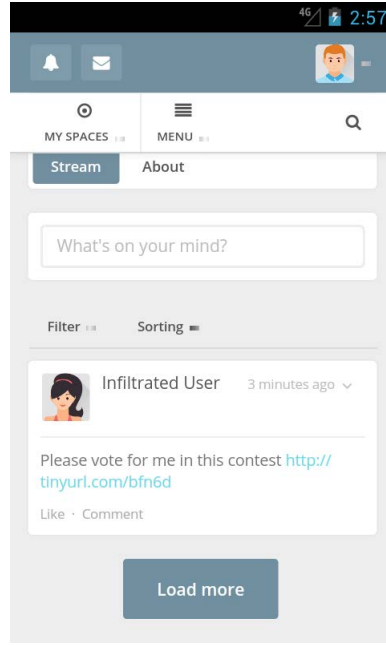 4G 2:57
MY SPACES MENU
Stream About
What's on your mind?
Filter Sorting
Infiltrated User 3 minutes ago
Please vote for me in this contest http://
tinyurl.com/bfn6d
Like · Comment
Load more